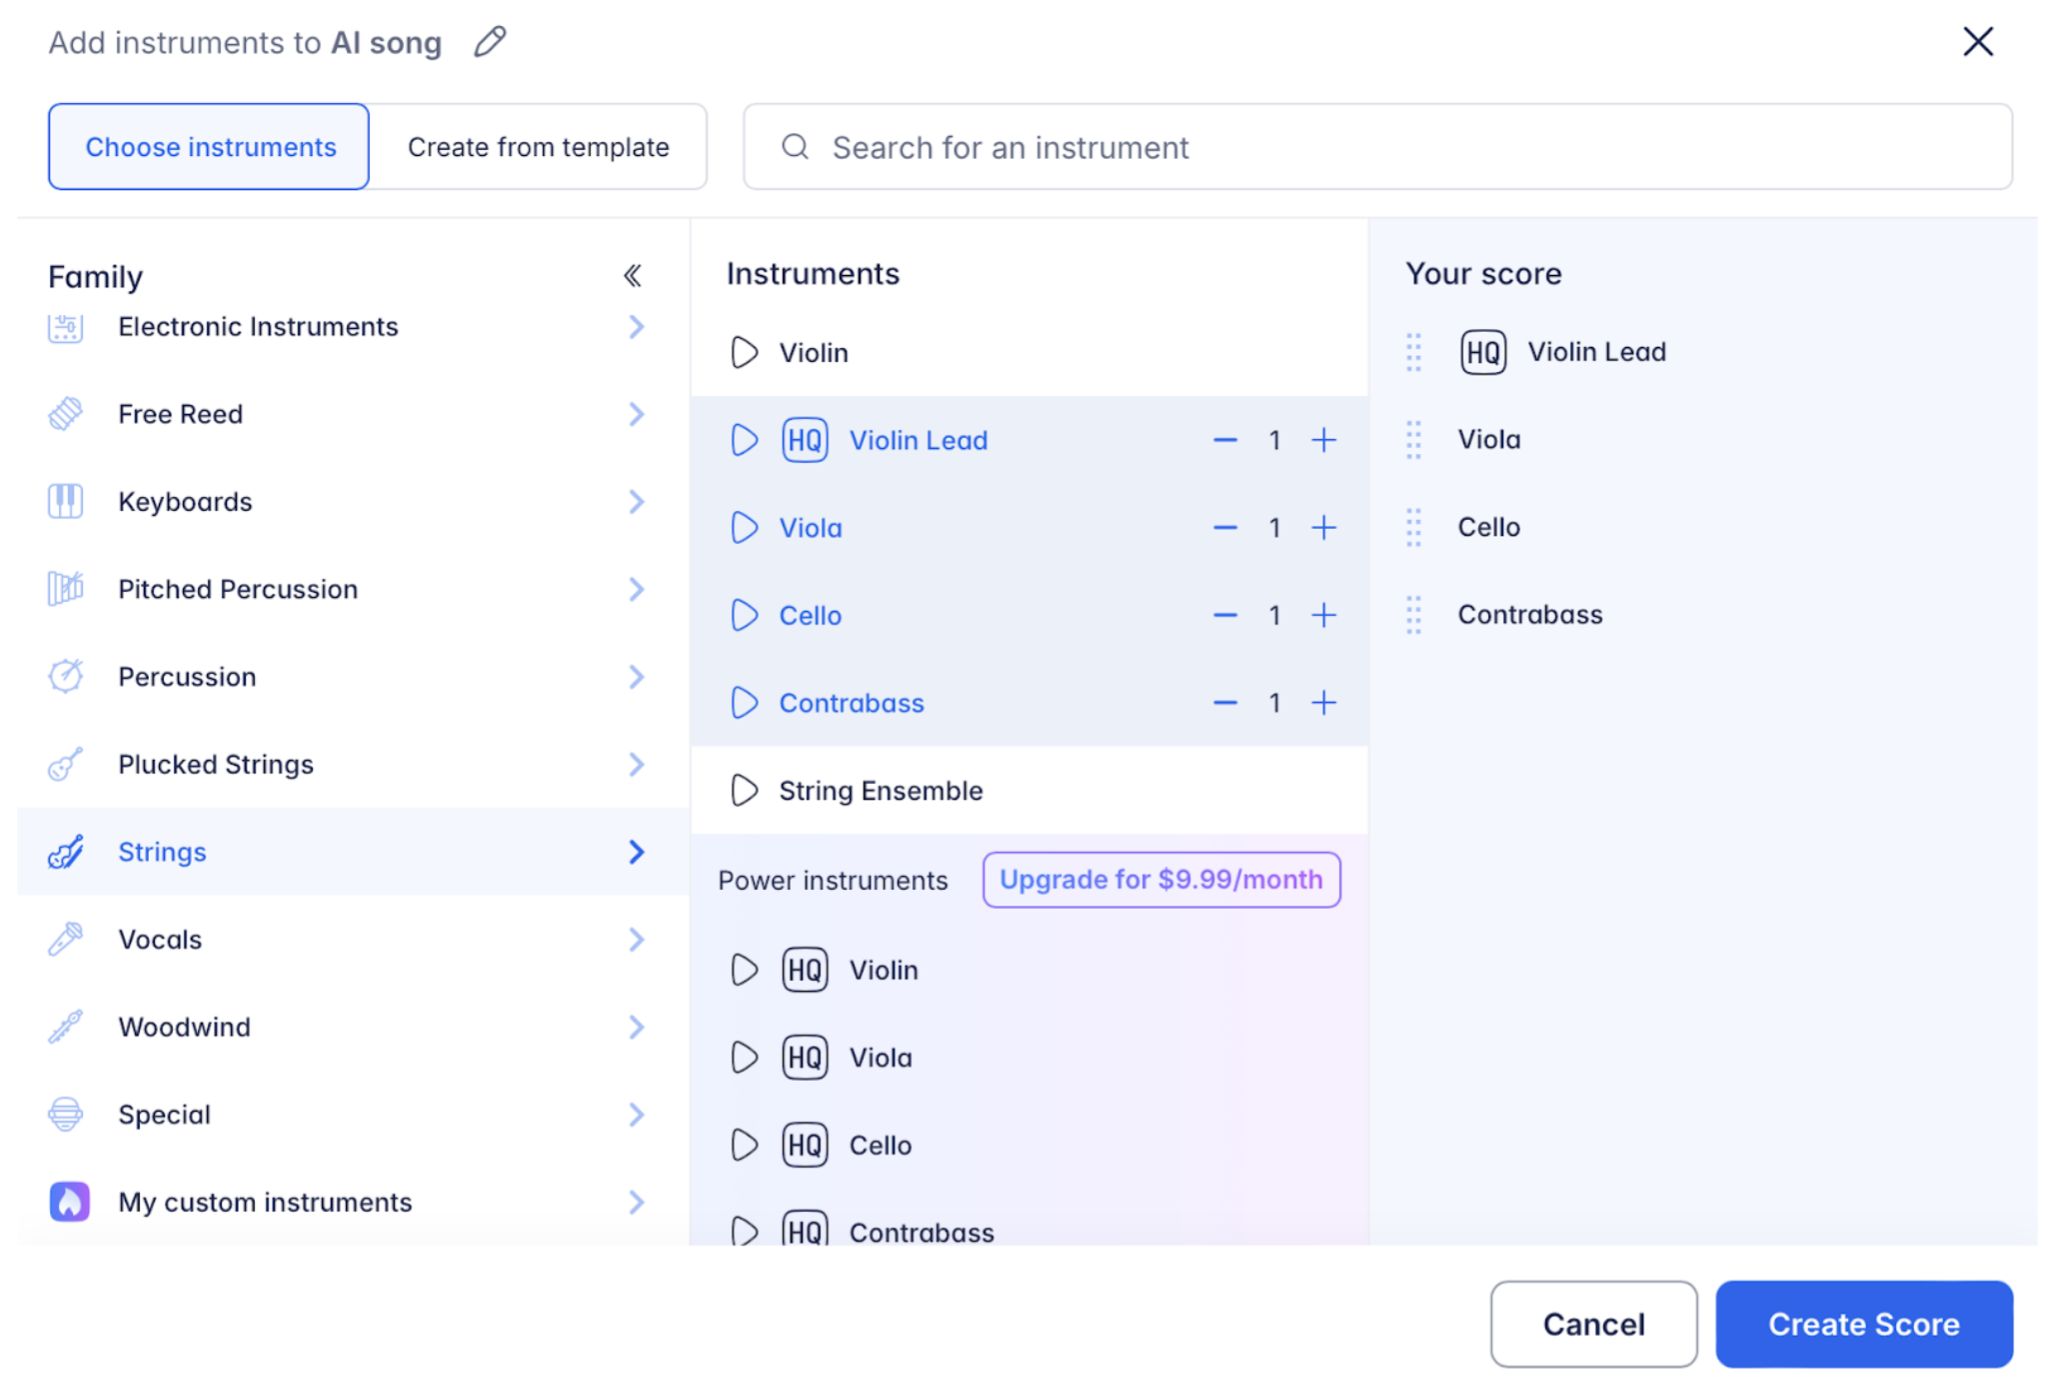 Add instruments to AI song
Choose instruments
Create from template
Search for an instrument
Family
Electronic Instruments
Free Reed
Keyboards
Pitched Percussion
Percussion
Plucked Strings
Strings
Vocals
Woodwind
Special
My custom instruments
Instruments
Violin
HQ Violin Lead 1
Viola 1
Cello 1
Contrabass 1
String Ensemble
Power instruments Upgrade for $9.99/month
HQ Violin
HQ Viola
HQ Cello
HQ Contrabass
Your score
HQ Violin Lead
Viola
Cello
Contrabass
Cancel
Create Score